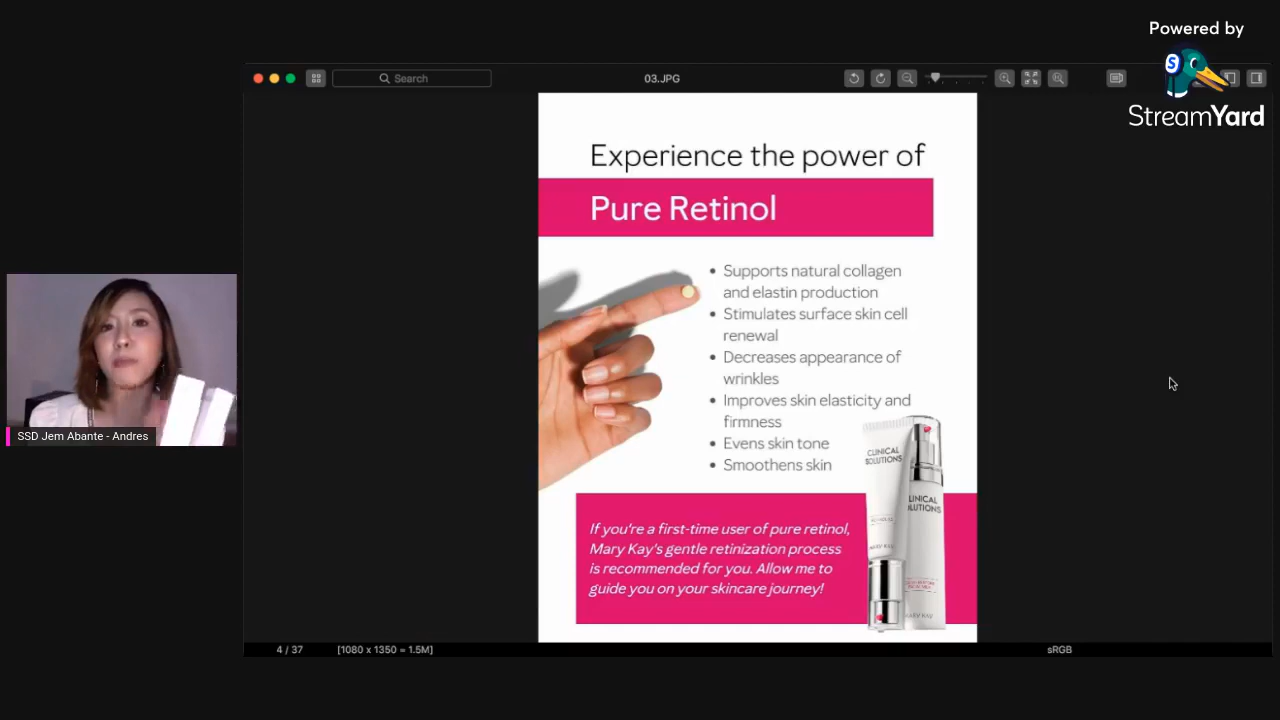 Powered by
StreamYard
Search
03.JPG
Experience the power of
Pure Retinol
• Supports natural collagen
and elastin production
• Stimulates surface skin cell
renewal
• Decreases appearance of
wrinkles
• Improves skin elasticity and
firmness
• Evens skin tone
• Smoothens skin
CLINICAL
SOLUTIONS
CLINICAL
SOLUTIONS
MARY KAY
MARY KAY
If you're a first-time user of pure retinol,
Mary Kay's gentle retinization process
is recommended for you. Allow me to
guide you on your skincare journey!
SSD Jem Abante - Andres
4 / 37
[1080 x 1350 = 1.5M]
sRGB